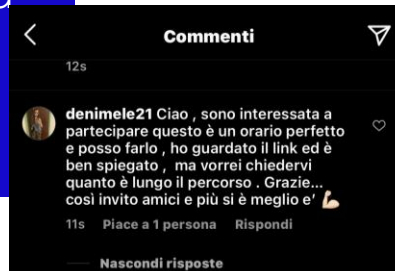 Commenti
12s
denimele21 Ciao , sono interessata a
partecipare questo è un orario perfetto
e posso farlo , ho guardato il link ed è
ben spiegato , ma vorrei chiedervi
quanto è lungo il percorso . Grazie...
così invito amici e più si è meglio e’ 💪🏻
11s Piace a 1 persona Rispondi
Nascondi risposte